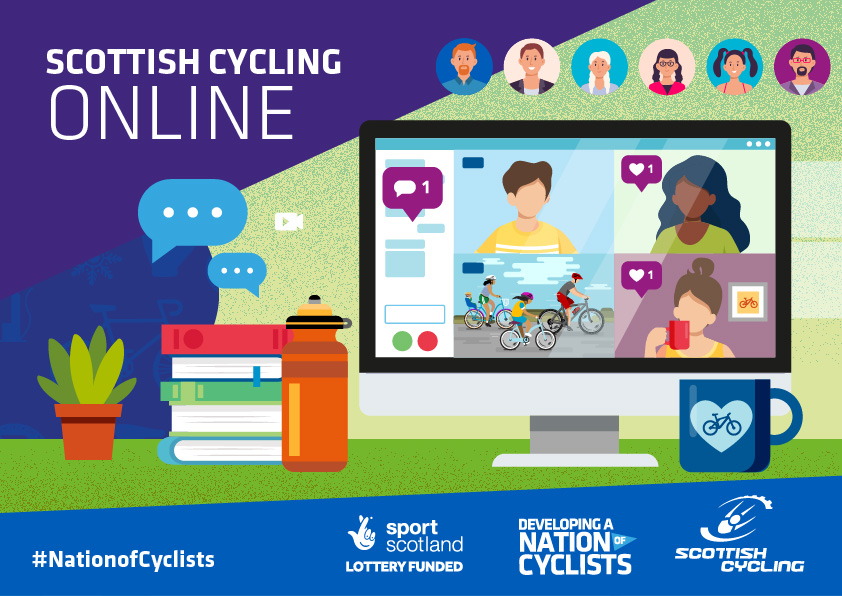 SCOTTISH CYCLING
ONLINE
1
1
1
#NationofCyclists
sport
scotland
LOTTERY FUNDED
DEVELOPING A
NATION OF
CYCLISTS
SCOTTISH
CYCLING